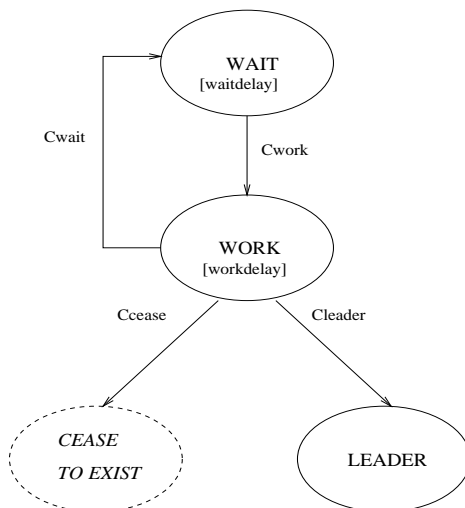 WAIT
[waitdelay]
Cwait
Cwork
WORK
[workdelay]
Ccease
Cleader
CEASE
TO EXIST
LEADER